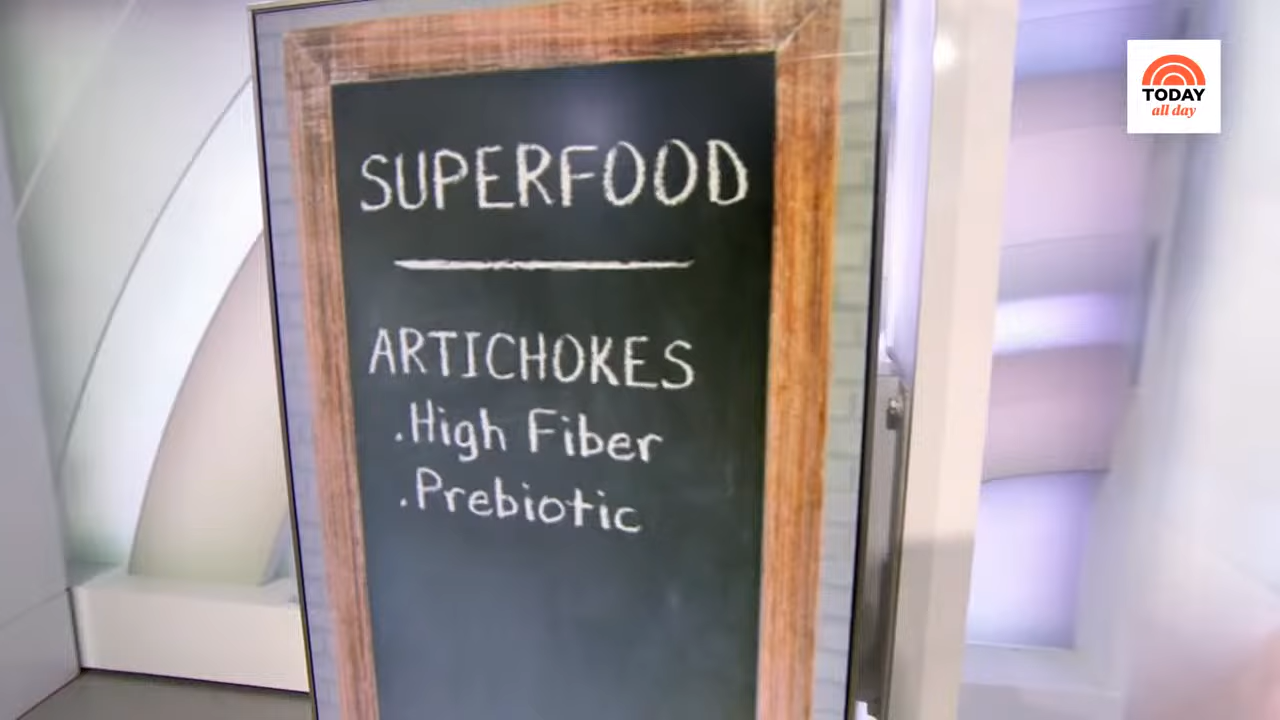 SUPERFOOD
ARTICHOKES
.High Fiber
.Prebiotic
TODAY
all day